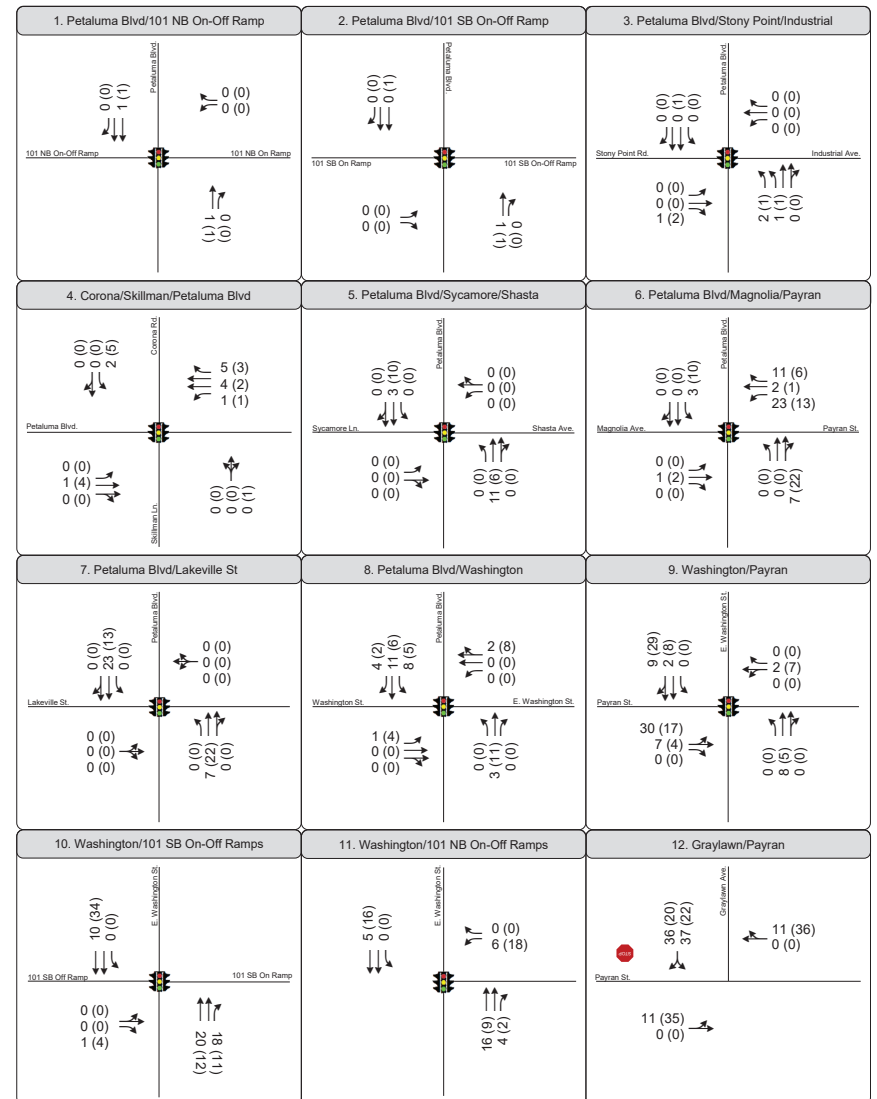 1. Petaluma Blvd/101 NB On-Off Ramp
Petaluma Blvd.
0 (0)
1 (1)
0 (0)
0 (0)
101 NB On-Off Ramp
101 NB On Ramp
1 (1)
0 (0)
2. Petaluma Blvd/101 SB On-Off Ramp
Petaluma Blvd.
0 (0)
0 (1)
101 SB On Ramp
101 SB On-Off Ramp
0 (0)
0 (0)
1 (1)
0 (0)
3. Petaluma Blvd/Stony Point/Industrial
Petaluma Blvd.
0 (0)
0 (1)
0 (0)
0 (0)
0 (0)
0 (0)
Stony Point Rd.
Industrial Ave.
0 (0)
0 (0)
1 (2)
2 (1)
1 (1)
0 (0)
4. Corona/Skillman/Petaluma Blvd
Corona Rd.
0 (0)
0 (0)
2 (5)
5 (3)
4 (2)
1 (1)
Petaluma Blvd.
0 (0)
1 (4)
0 (0)
0 (0)
0 (0)
0 (1)
Skillman Ln.
5. Petaluma Blvd/Sycamore/Shasta
Petaluma Blvd.
0 (0)
3 (10)
0 (0)
0 (0)
0 (0)
0 (0)
Sycamore Ln.
Shasta Ave.
0 (0)
0 (0)
0 (0)
0 (0)
11 (6)
0 (0)
6. Petaluma Blvd/Magnolia/Payran
Petaluma Blvd.
0 (0)
0 (0)
3 (10)
11 (6)
2 (1)
23 (13)
Magnolia Ave.
Payran St.
0 (0)
1 (2)
0 (0)
0 (0)
0 (0)
7 (22)
7. Petaluma Blvd/Lakeville St
Petaluma Blvd.
0 (0)
23 (13)
0 (0)
0 (0)
0 (0)
0 (0)
Lakeville St.
0 (0)
0 (0)
0 (0)
7 (22)
0 (0)
8. Petaluma Blvd/Washington
Petaluma Blvd.
4 (2)
11 (6)
8 (5)
2 (8)
0 (0)
0 (0)
Washington St.
E. Washington St.
1 (4)
0 (0)
0 (0)
0 (0)
3 (11)
0 (0)
9. Washington/Payran
E. Washington St.
9 (29)
2 (8)
0 (0)
0 (0)
2 (7)
0 (0)
Payran St.
30 (17)
7 (4)
0 (0)
0 (0)
8 (5)
0 (0)
10. Washington/101 SB On-Off Ramps
E. Washington St.
10 (34)
0 (0)
101 SB Off Ramp
101 SB On Ramp
0 (0)
0 (0)
1 (4)
20 (12)
18 (11)
11. Washington/101 NB On-Off Ramps
E. Washington St.
5 (16)
0 (0)
0 (0)
6 (18)
16 (9)
4 (2)
12. Graylawn/Payran
Graylawn Ave.
36 (20)
37 (22)
11 (36)
0 (0)
STOP
Payran St.
11 (35)
0 (0)